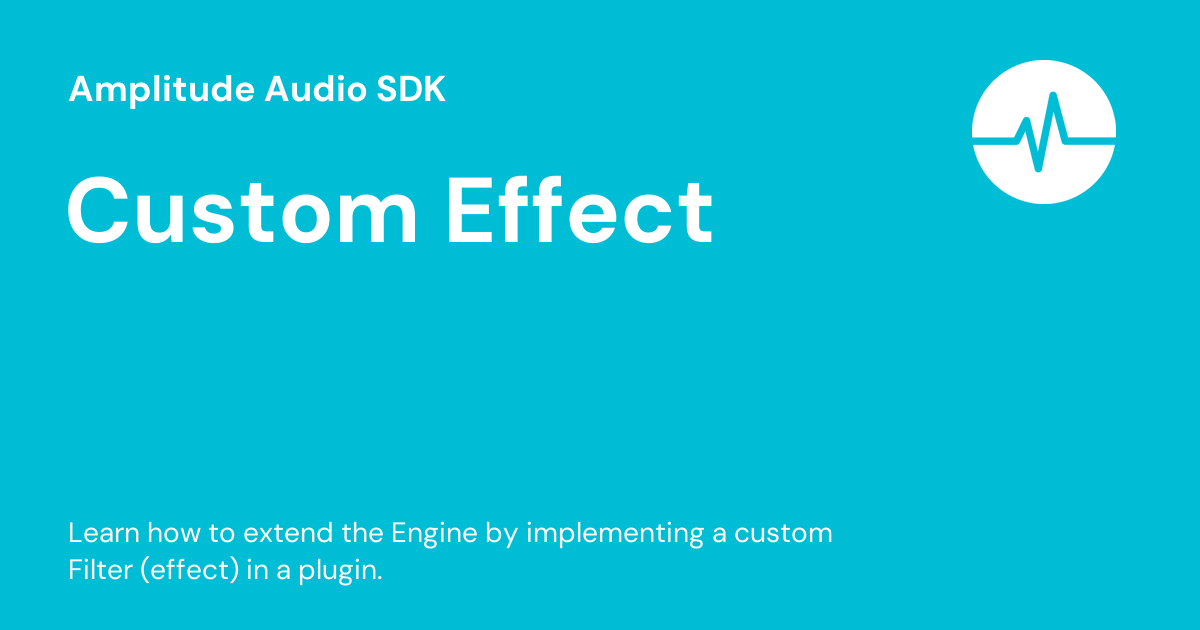 Amplitude Audio SDK
Custom Effect
Learn how to extend the Engine by implementing a custom
Filter (effect) in a plugin.